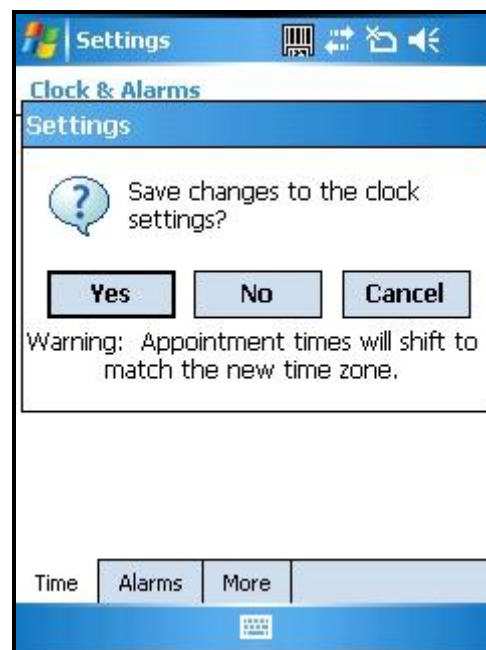 Settings
Clock & Alarms
Settings
Save changes to the clock
settings?
Yes No Cancel
Warning: Appointment times will shift to
match the new time zone.
Time Alarms More